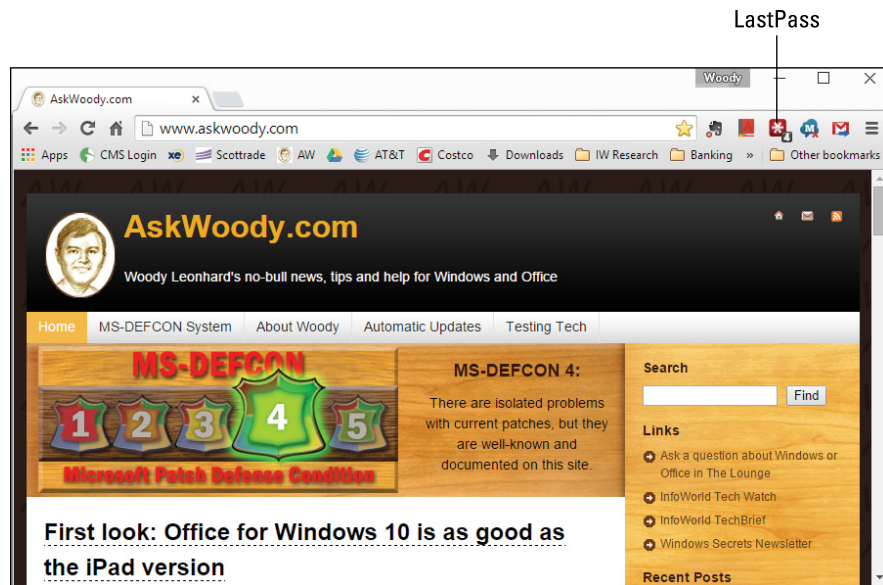 LastPass
Woody
AskWoody.com
www.askwoody.com
Apps CMS Login xe Scottrade AW AT&T Costco Downloads IW Research Banking » Other bookmarks
AskWoody.com
Woody Leonhard's no-bull news, tips and help for Windows and Office
Home MS-DEFCON System About Woody Automatic Updates Testing Tech
MS-DEFCON
1 2 3 4 5
Microsoft Patch Defense Condition
MS-DEFCON 4:
There are isolated problems
with current patches, but they
are well-known and
documented on this site.
Search
Find
Links
Ask a question about Windows or
Office in The Lounge
InfoWorld Tech Watch
InfoWorld TechBrief
Windows Secrets Newsletter
Recent Posts
First look: Office for Windows 10 is as good as
the iPad version